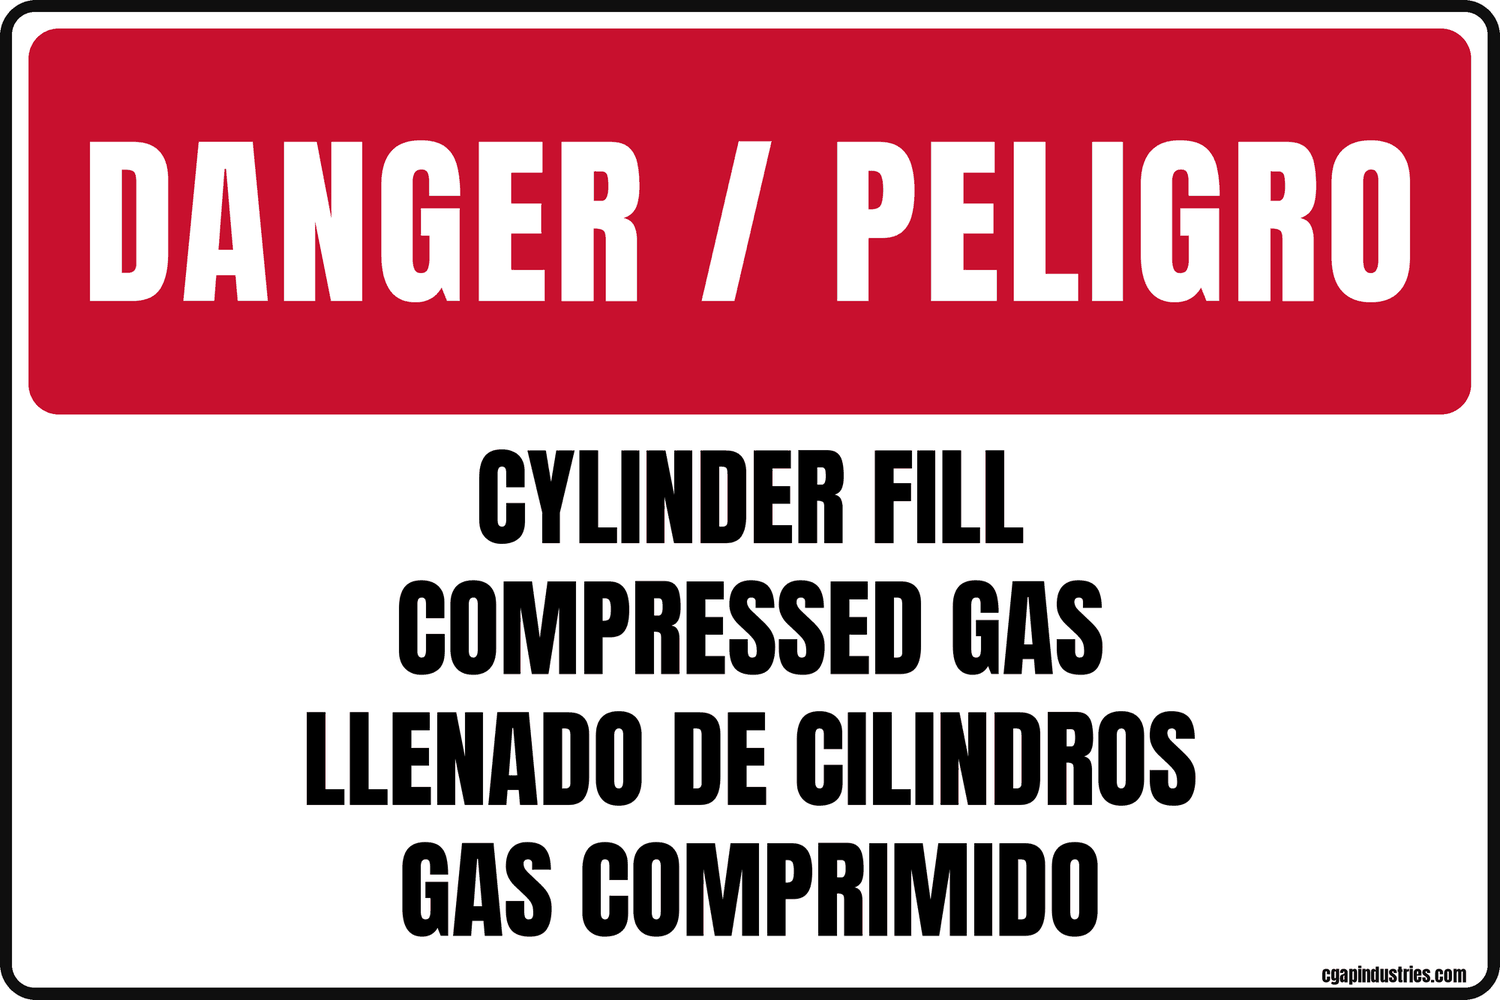 DANGER / PELIGRO
CYLINDER FILL
COMPRESSED GAS
LLENADO DE CILINDROS
GAS COMPRIMIDO
cgapindustries.com